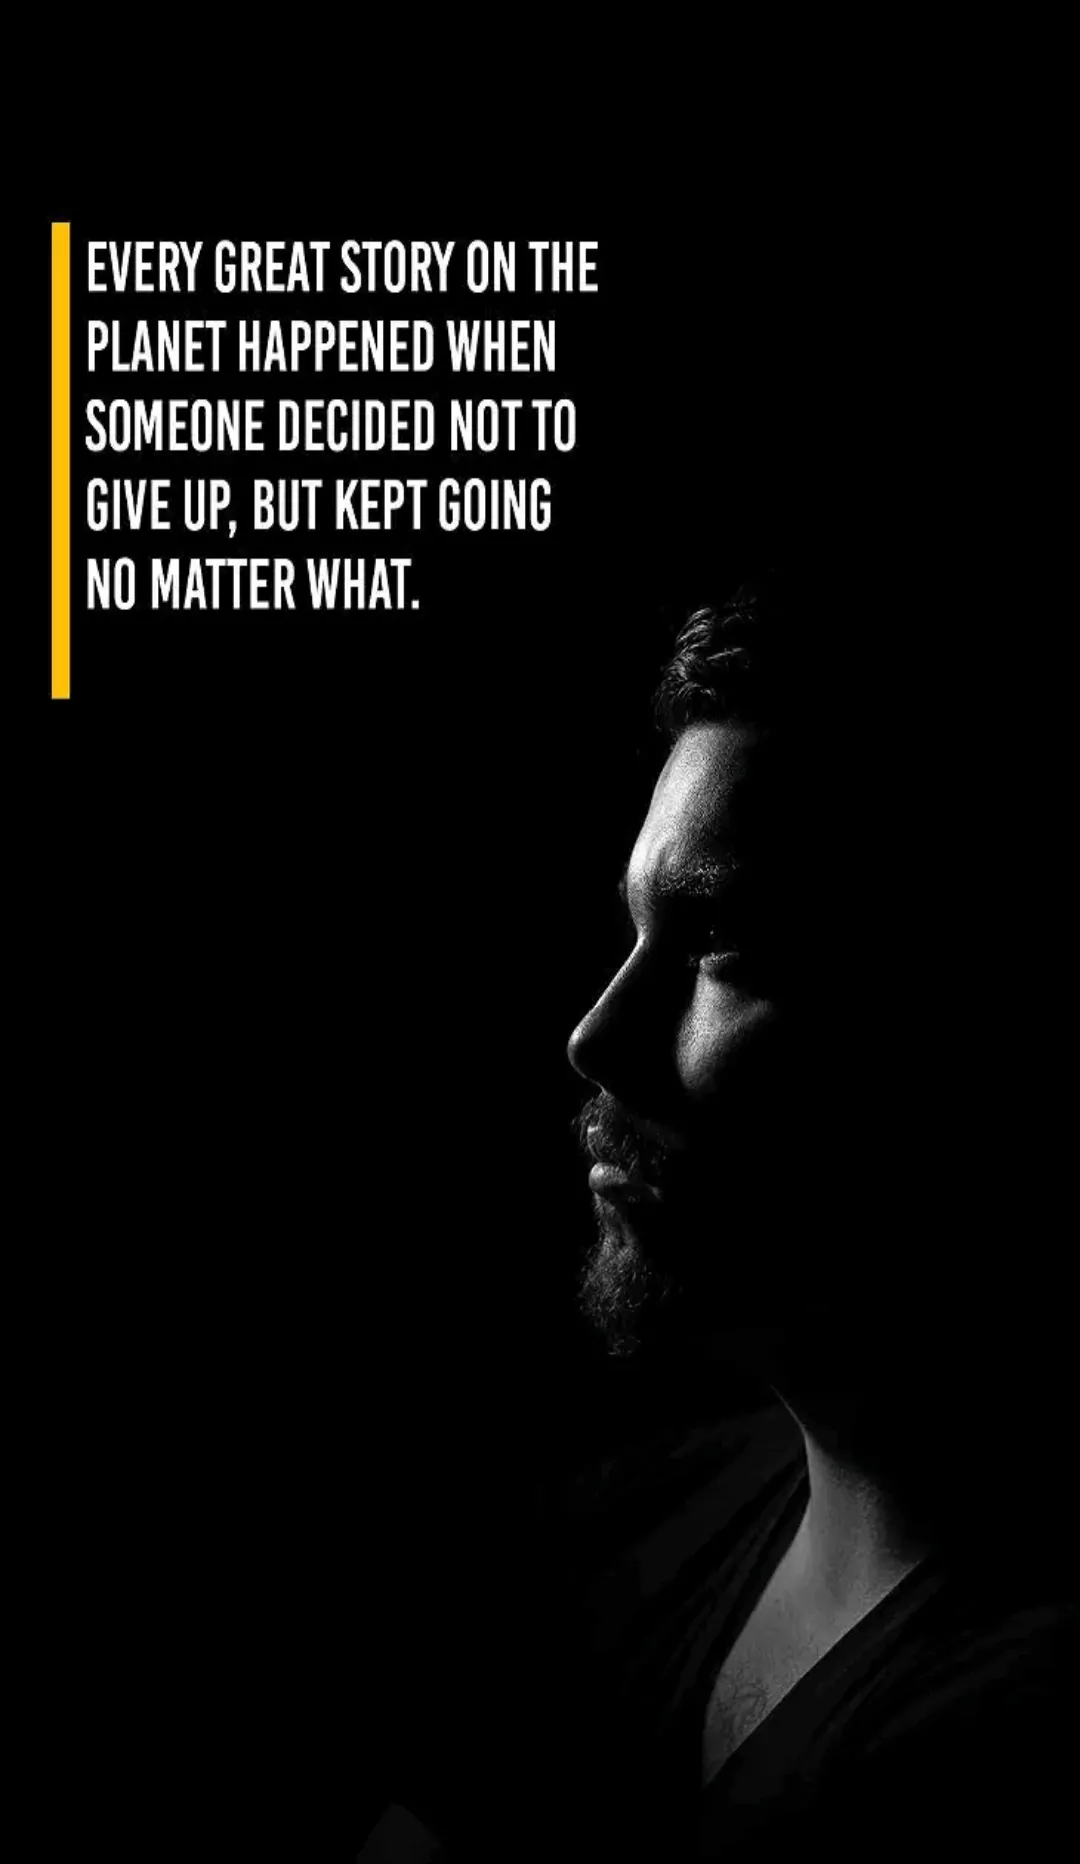 EVERY GREAT STORY ON THE
PLANET HAPPENED WHEN
SOMEONE DECIDED NOT TO
GIVE UP, BUT KEPT GOING
NO MATTER WHAT.